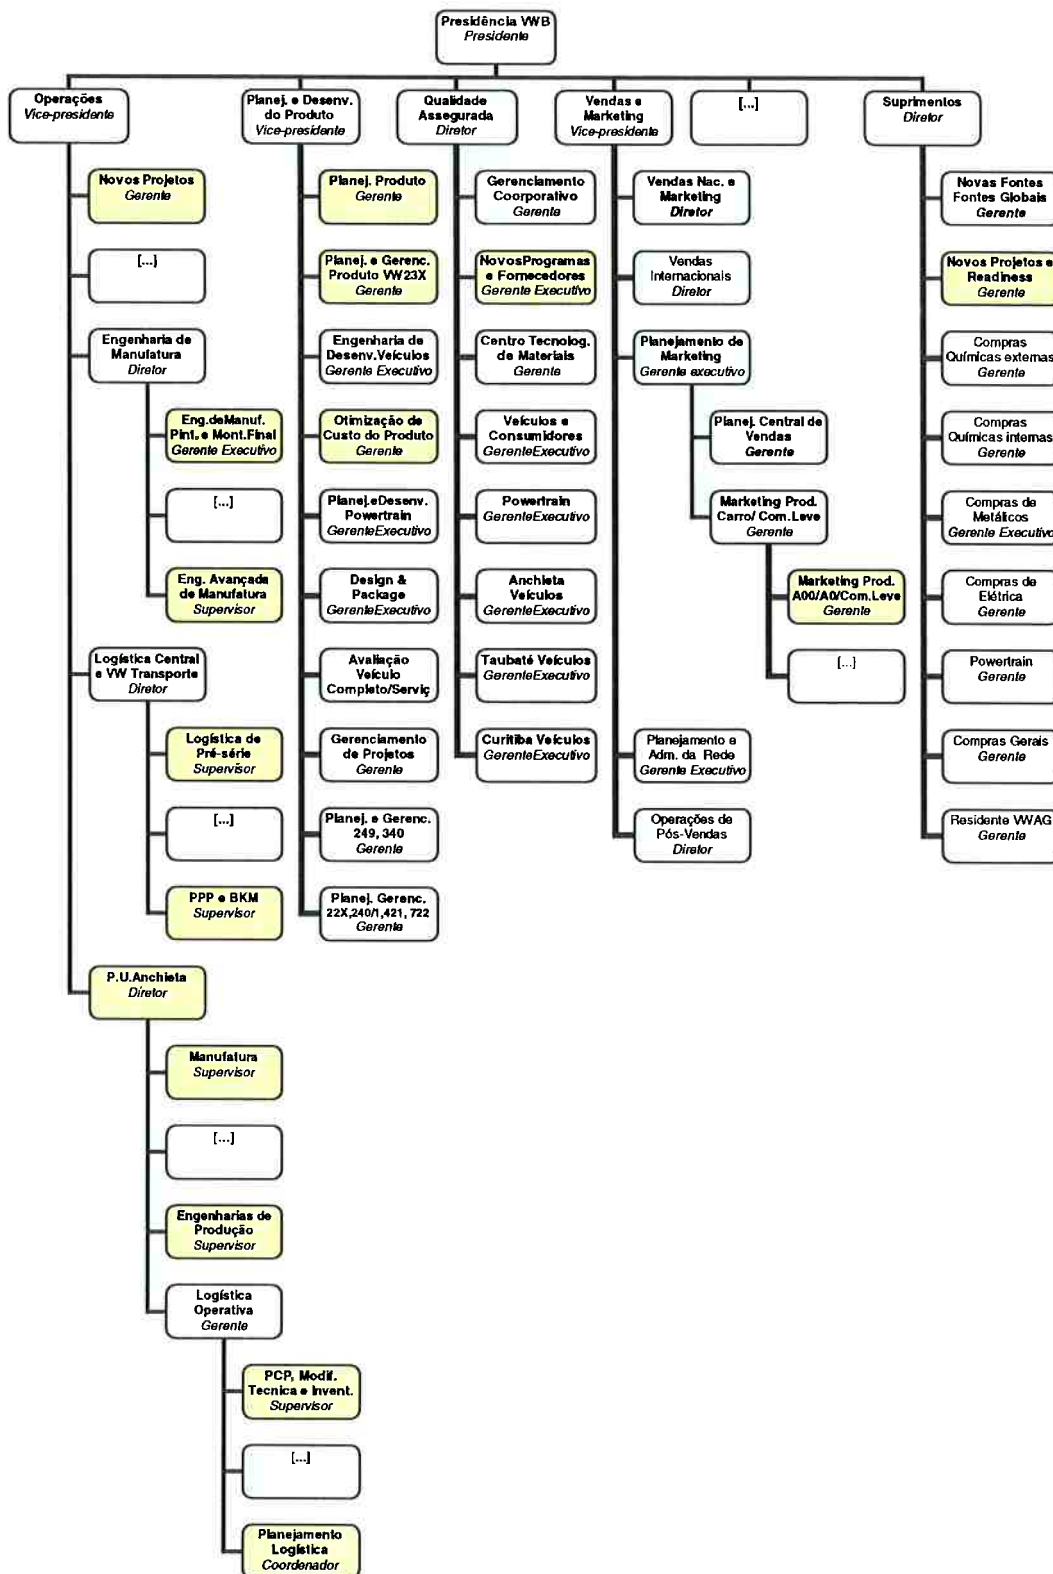 Presidência VWB
Presidente
Operações
Vice-presidente
Planej. e Desenv.
do Produto
Vice-presidente
Qualidade
Assegurada
Diretor
Vendas e
Marketing
Vice-presidente
[...]
Suprimentos
Diretor
Novos Projetos
Gerente
[...]
Engenharia de
Manufatura
Diretor
Eng.deManuf.
Pint. e Mont.Final
Gerente Executivo
[...]
Eng. Avançada
de Manufatura
Supervisor
Logística Central
e VW Transporte
Diretor
Logística de
Pré-série
Supervisor
[...]
PPP e BKM
Supervisor
P.U.Anchieta
Diretor
Manufatura
Supervisor
[...]
Engenharias de
Produção
Supervisor
Logística
Operativa
Gerente
PCP, Modif.
Tecnica e Invent.
Supervisor
[...]
Planejamento
Logística
Coordenador
Planej. Produto
Gerente
Planej. e Gerenc.
Produto VW23X
Gerente
Engenharia de
Desenv.Veículos
Gerente Executivo
Otimização de
Custo do Produto
Gerente
Planej.eDesenv.
Powertrain
GerenteExecutivo
Design &
Package
GerenteExecutivo
Avaliação
Veículo
Completo/Serviç
Gerenciamento
de Projetos
Gerente
Planej. e Gerenc.
249, 340
Gerente
Planej. Gerenc.
22X,240/1,421, 722
Gerente
Gerenciamento
Coorporativo
Gerente
NovosProgramas
e Fornecedores
Gerente Executivo
Centro Tecnolog.
de Materiais
Gerente
Veículos e
Consumidores
GerenteExecutivo
Powertrain
GerenteExecutivo
Anchieta
Veículos
GerenteExecutivo
Taubaté Veículos
GerenteExecutivo
Curitiba Veículos
GerenteExecutivo
Vendas Nac. e
Marketing
Diretor
Vendas
Internacionais
Diretor
Planejamento de
Marketing
Gerente executivo
Planej. Central de
Vendas
Gerente
Marketing Prod.
Carro/ Com.Leve
Gerente
Marketing Prod.
A00/A0/Com.Leve
Gerente
[...]
Planejamento e
Adm. da Rede
Gerente Executivo
Operações de
Pós-Vendas
Diretor
Novas Fontes
Fontes Globais
Gerente
Novos Projetos e
Readiness
Gerente
Compras
Químicas externas
Gerente
Compras
Químicas internas
Gerente
Compras de
Metálicos
Gerente Executivo
Compras de
Elétrica
Gerente
Powertrain
Gerente
Compras Gerais
Gerente
Residente VWAG
Gerente